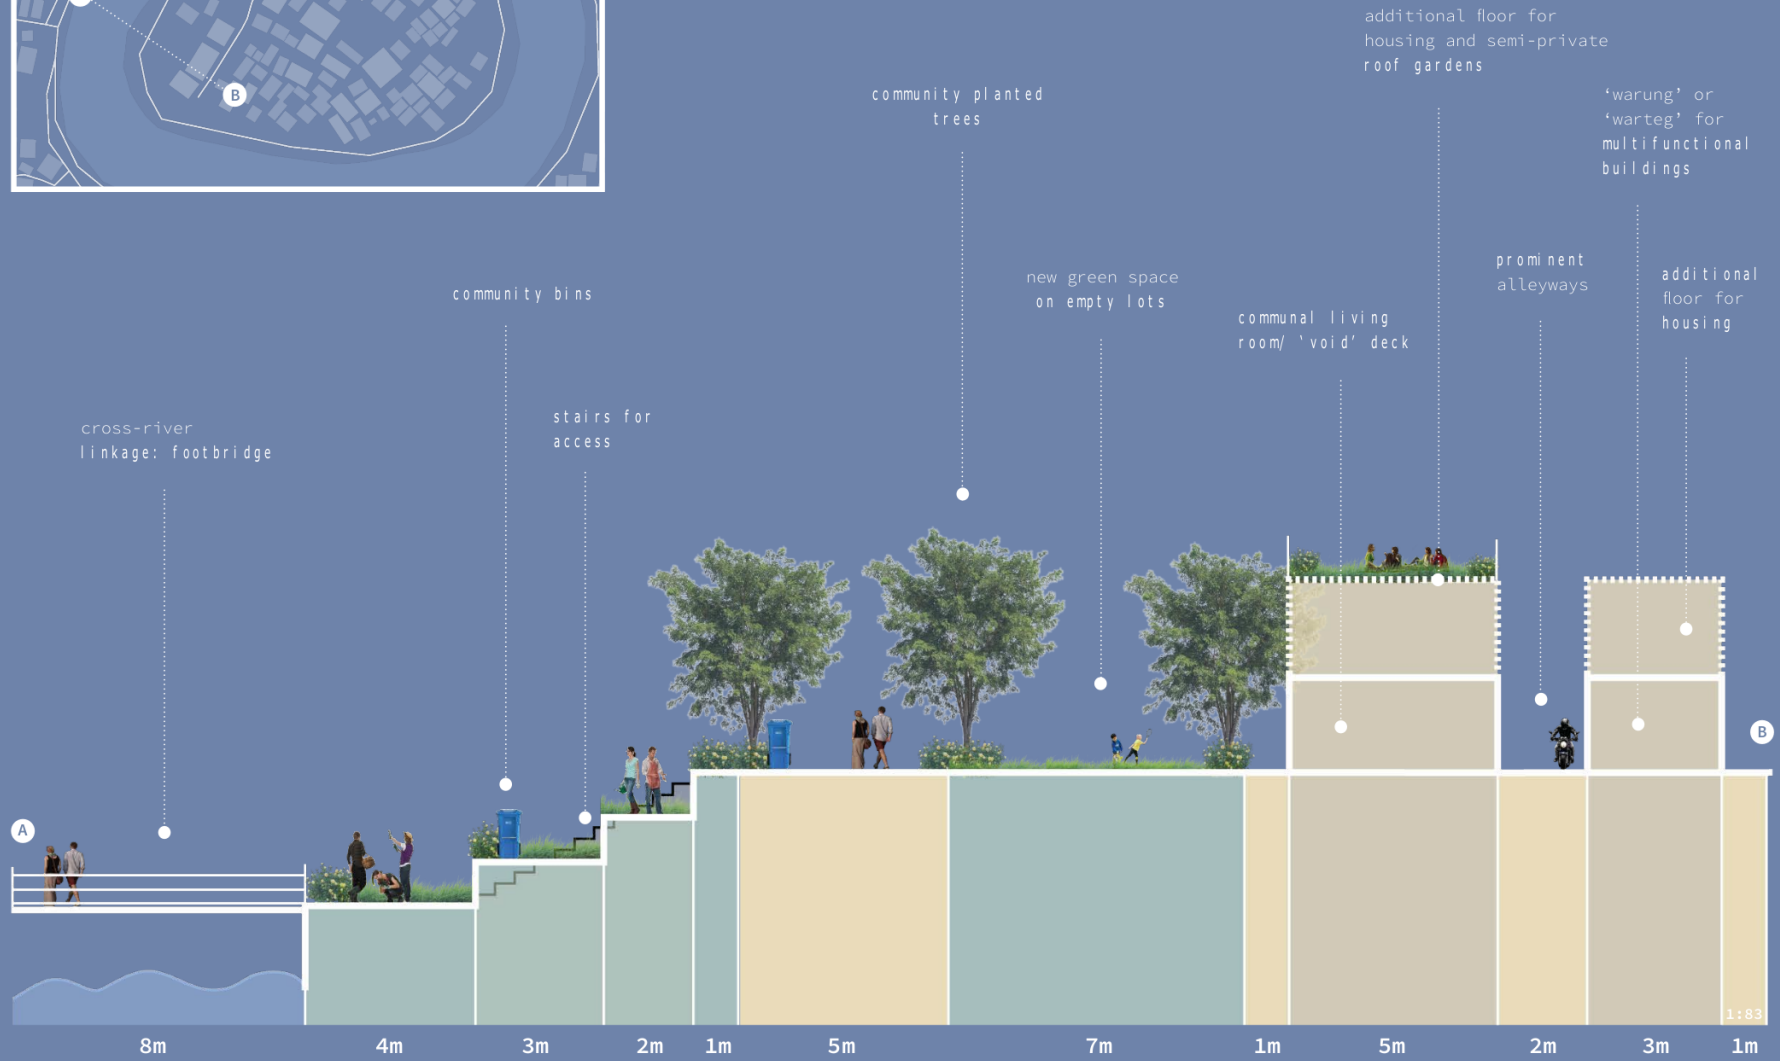 additional floor for
housing and semi-private
roof gardens
community planted
trees
‘warung’ or
‘warteg’ for
multifunctional
buildings
B
prominent
alleyways
additional
floor for
housing
new green space
on empty lots
community bins
communal living
room/ ‘void’ deck
stairs for
access
cross-river
linkage: footbridge
B
A
1:83
8m 4m 3m 2m 1m 5m 7m 1m 5m 2m 3m 1m